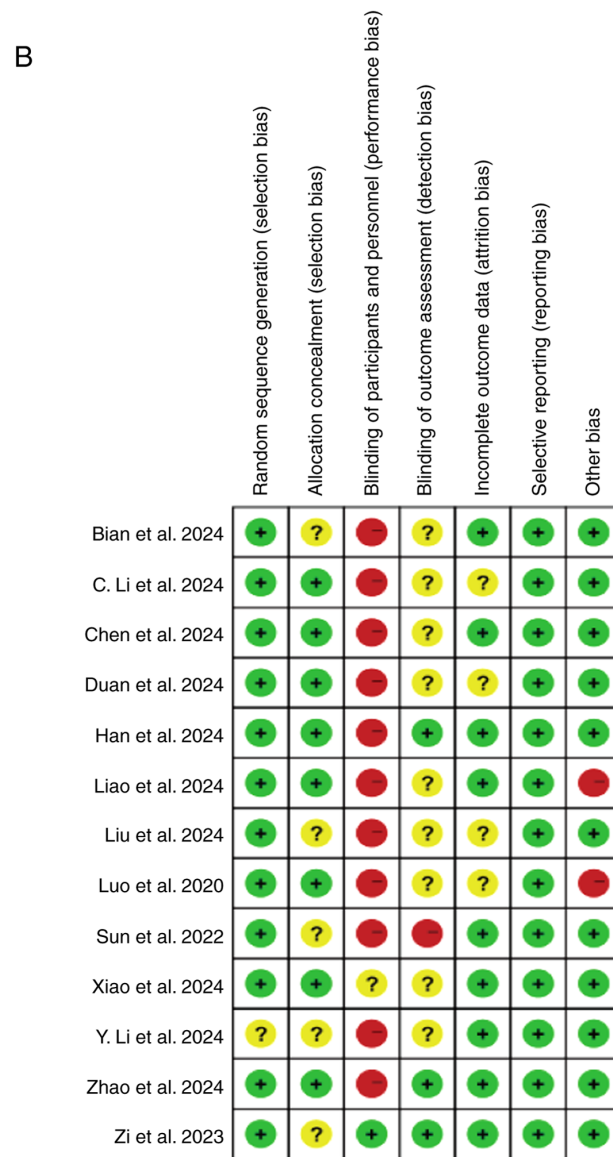 B
Random sequence generation (selection bias)
Allocation concealment (selection bias)
Blinding of participants and personnel (performance bias)
Blinding of outcome assessment (detection bias)
Incomplete outcome data (attrition bias)
Selective reporting (reporting bias)
Other bias
Bian et al. 2024 + ? - ? + + +
C. Li et al. 2024 + + - ? ? + +
Chen et al. 2024 + + - ? + + +
Duan et al. 2024 + + - ? ? + +
Han et al. 2024 + + - + + + +
Liao et al. 2024 + + - ? + + -
Liu et al. 2024 + ? - ? ? + +
Luo et al. 2020 + + - ? ? + -
Sun et al. 2022 + ? - - + + +
Xiao et al. 2024 + + ? ? + + +
Y. Li et al. 2024 ? ? - ? + + +
Zhao et al. 2024 + + - + + + +
Zi et al. 2023 + ? + + + + +